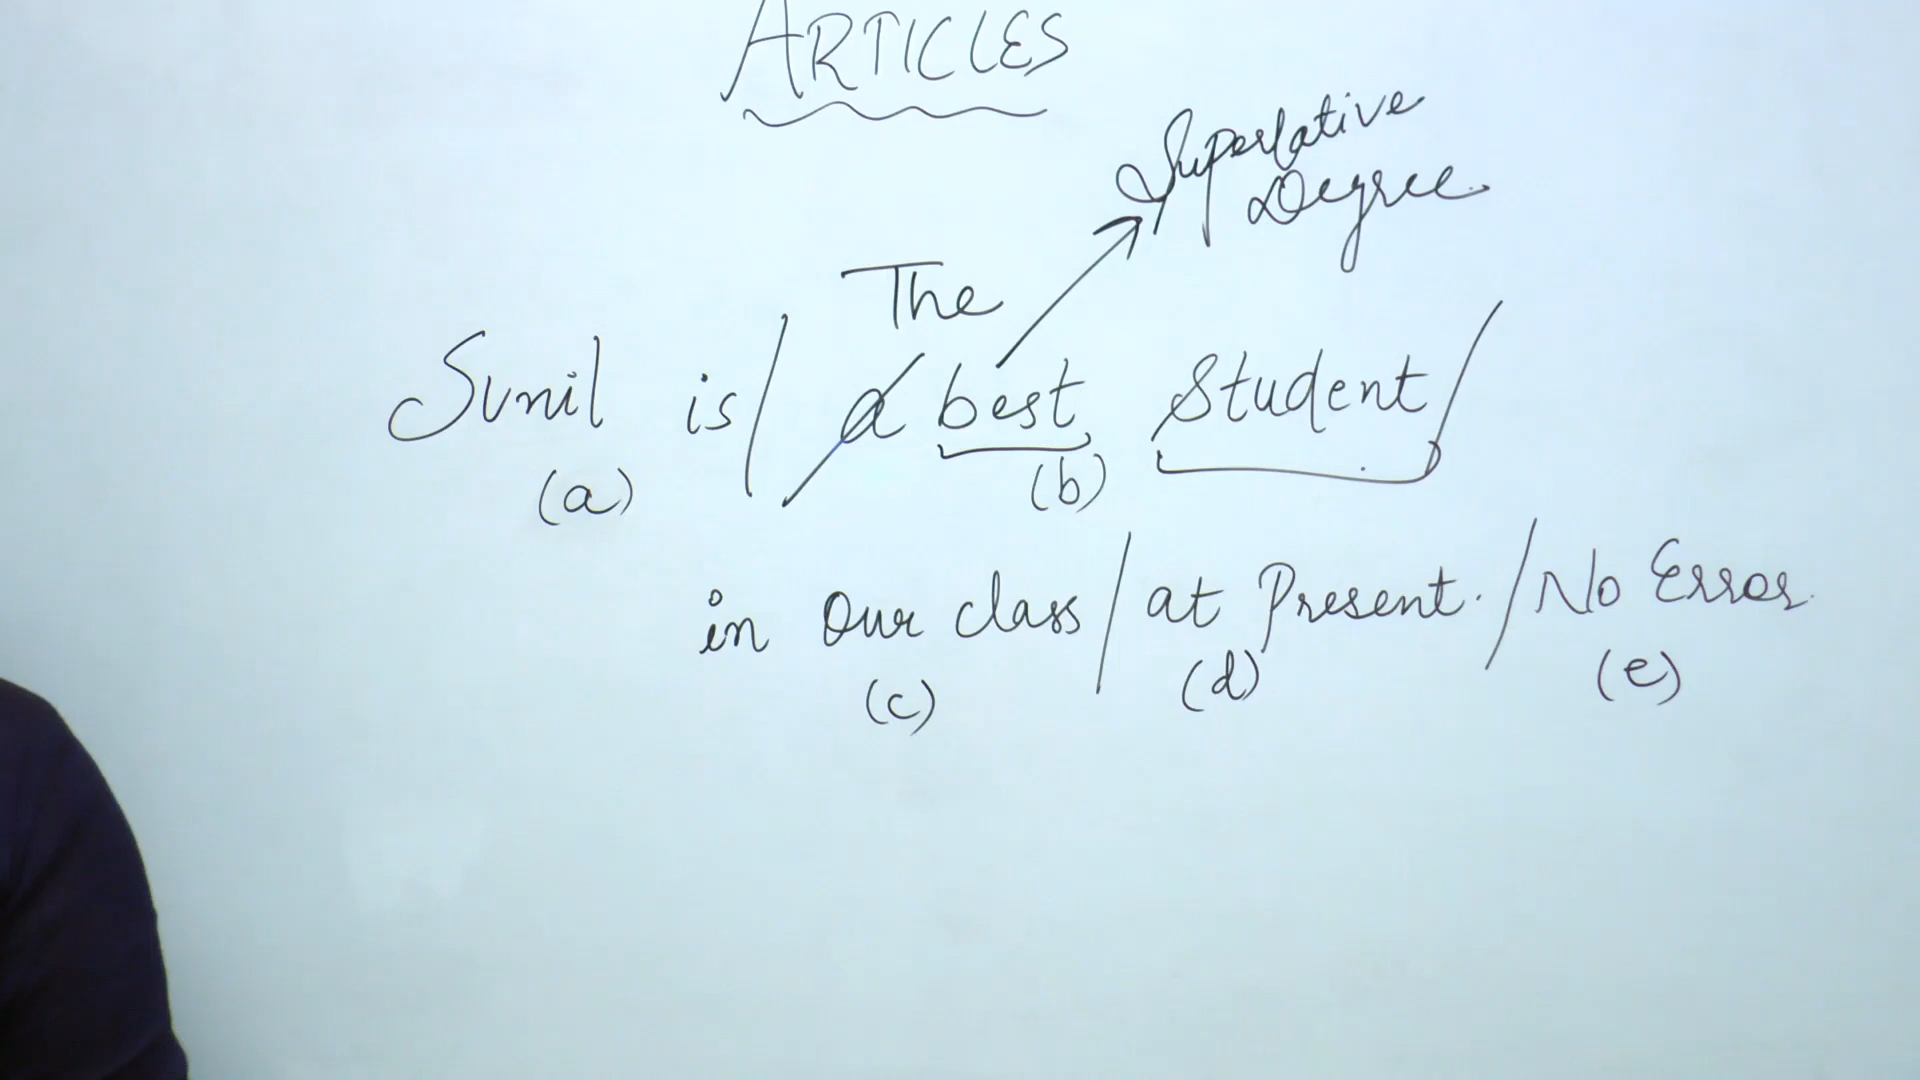 ARTICLES
Superlative
Degree
The
Sunil is / a best Student /
(a) (b)
in Our class / at Present. / No Error.
(c) (d) (e)